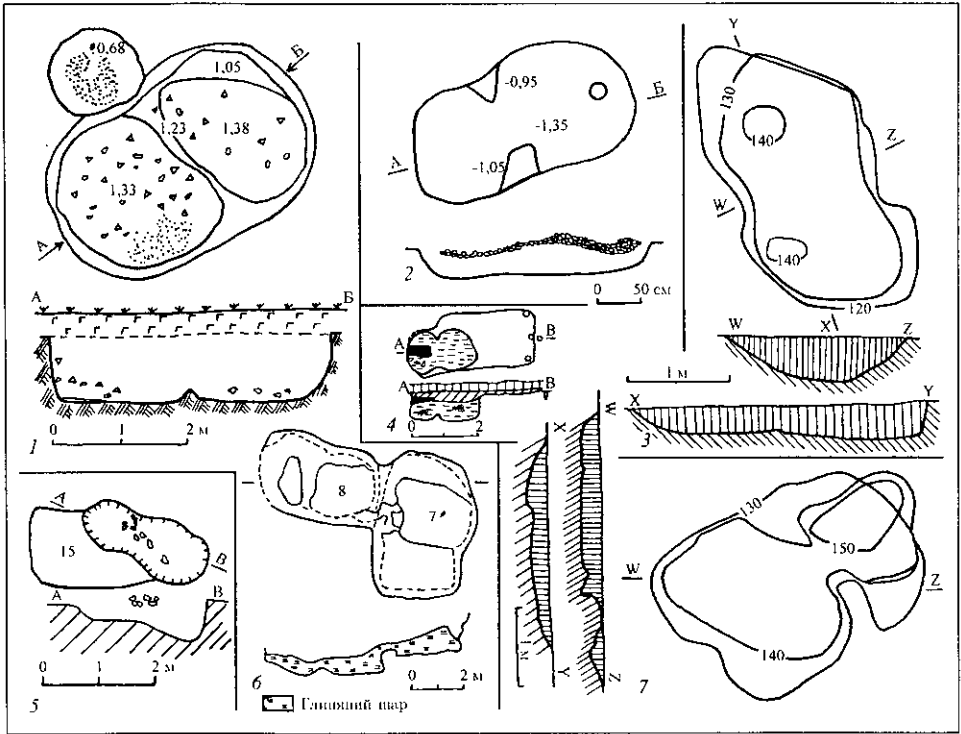 -0,68
Б
1,05
1,23
1,38
1,33
А
А Б
0 1 2 м
1
-0,95
Б
-1,35
А
-1,05
2
0 50 см
Y
130
140
Z
W
140
120
X
W Z
1 м
X Y
3
А В
А В
4 0 2
А
15
В
А В
0 1 2 м
5
8
7
6 0 2 м
Глиняний шар
X W
1 м
Y Z
7
130
150
W Z
140